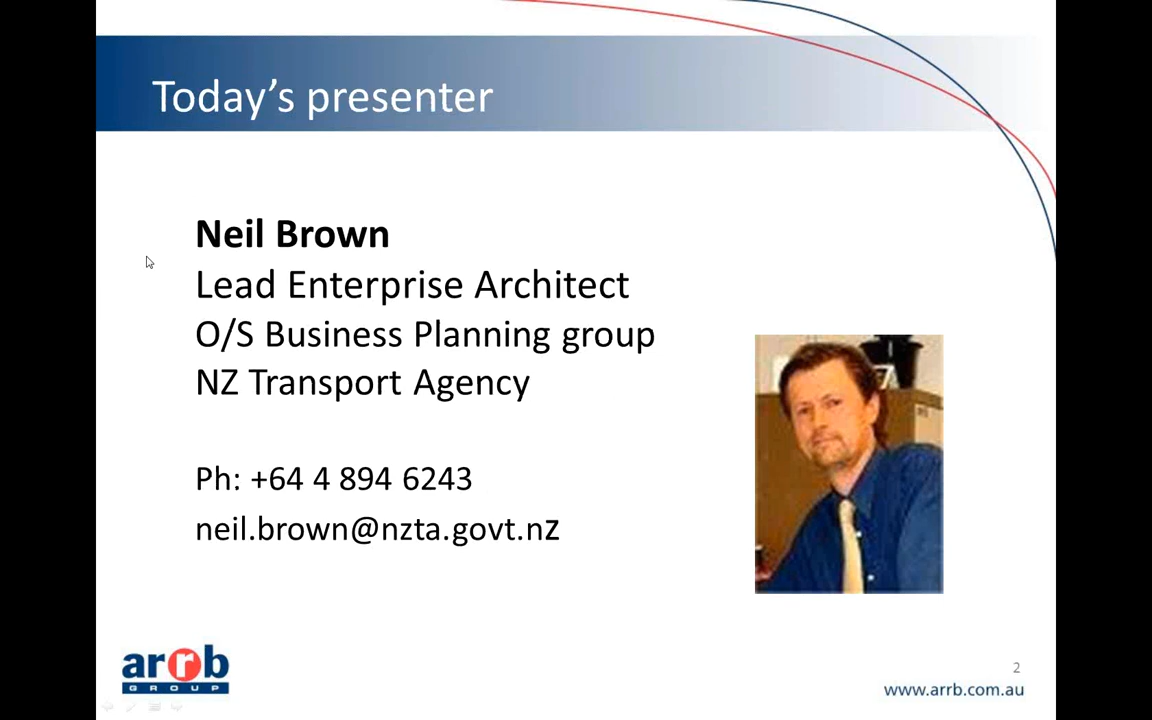 Today's presenter
Neil Brown
Lead Enterprise Architect
O/S Business Planning group
NZ Transport Agency
Ph: +64 4 894 6243
neil.brown@nzta.govt.nz
arrb
GROUP
2
www.arrb.com.au